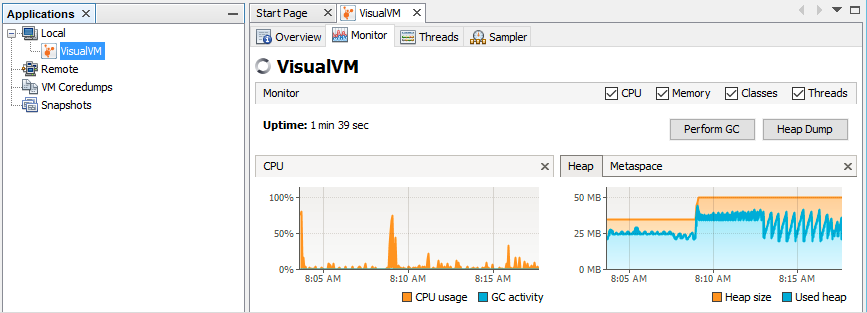 Applications
Start Page
VisualVM
Local
VisualVM
Remote
VM Coredumps
Snapshots
Overview
Monitor
Threads
Sampler
VisualVM
Monitor
CPU
Memory
Classes
Threads
Uptime: 1 min 39 sec
Perform GC
Heap Dump
CPU
100%
50%
0%
8:05 AM
8:10 AM
8:15 AM
CPU usage
GC activity
Heap
Metaspace
50 MB
25 MB
0 MB
8:05 AM
8:10 AM
8:15 AM
Heap size
Used heap